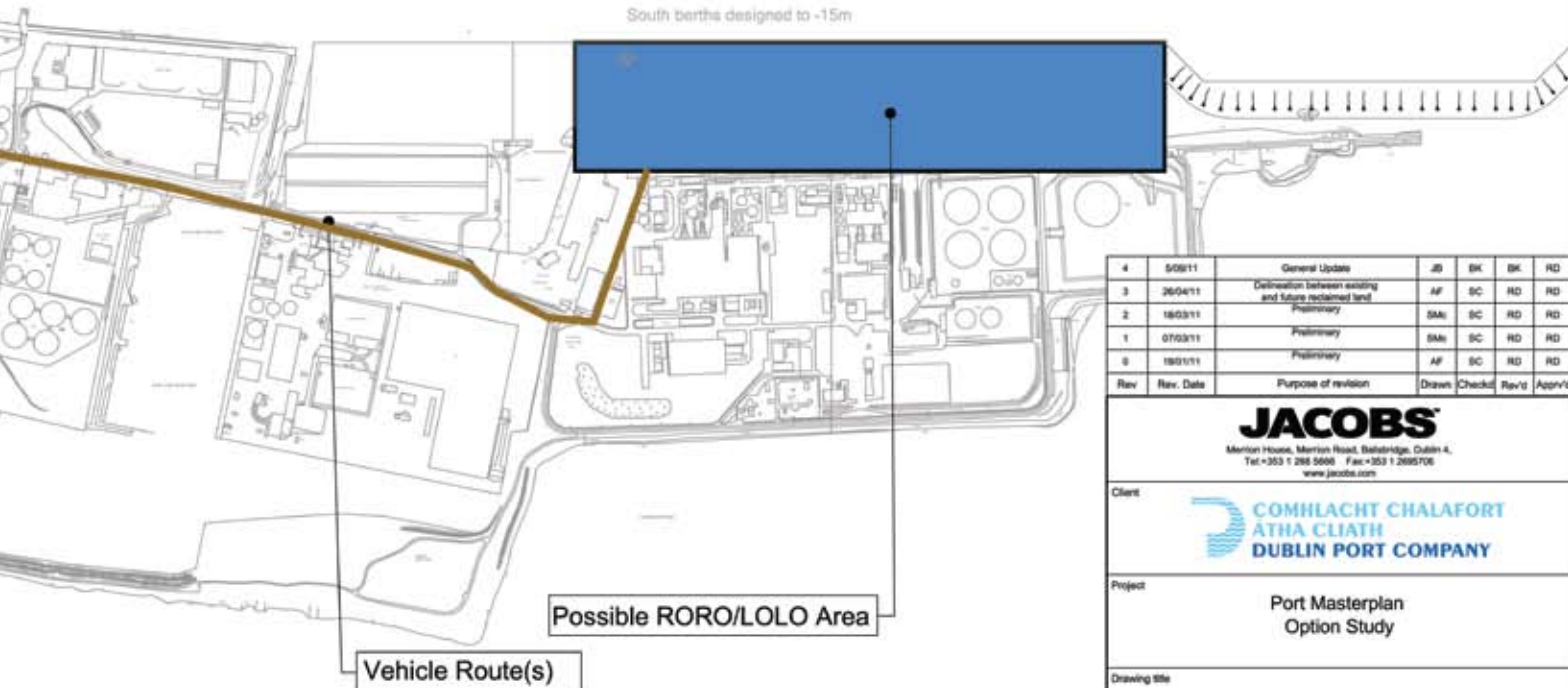 South berths designed to -15m
4 5/09/11 General Update JB BK BK RD
3 26/04/11 Delineation between existing
and future reclaimed land AF SC RD RD
2 18/03/11 Preliminary SMc SC RD RD
1 07/03/11 Preliminary SMc SC RD RD
0 19/01/11 Preliminary AF SC RD RD
Rev Rev. Date Purpose of revision Drawn Checkd Rev'd Apprv'd
JACOBS
Merrion House, Merrion Road, Ballsbridge, Dublin 4,
www.jacobs.com
Client
COMHLACHT CHALAFORT
ÁTHA CLIATH
DUBLIN PORT COMPANY
Project
Port Masterplan
Option Study
Drawing title
Possible RORO/LOLO Area
Vehicle Route(s)